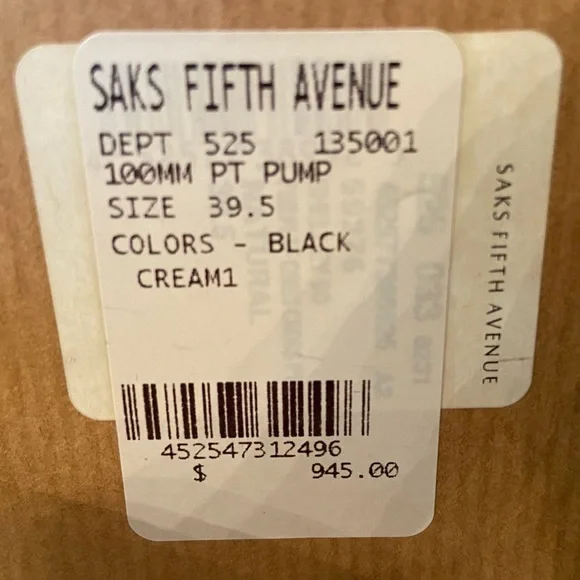 SAKS FIFTH AVENUE
DEPT 525 135001
100MM PT PUMP
SIZE 39.5
COLORS - BLACK
CREAM1
452547312496
$ 945.00
SAKS FIFTH AVENUE